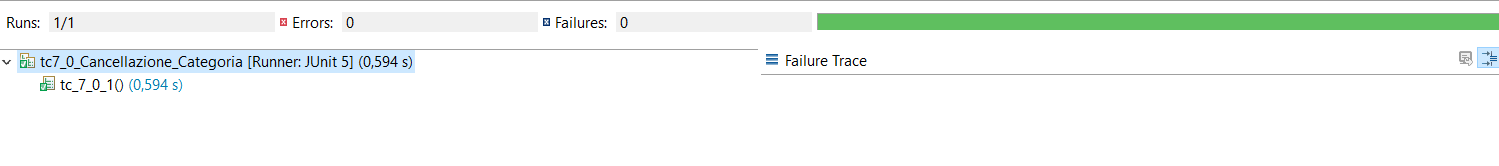 Runs: 1/1 Errors: 0 Failures: 0
tc7_0_Cancellazione_Categoria [Runner: JUnit 5] (0,594 s)
tc_7_0_1() (0,594 s)
Failure Trace